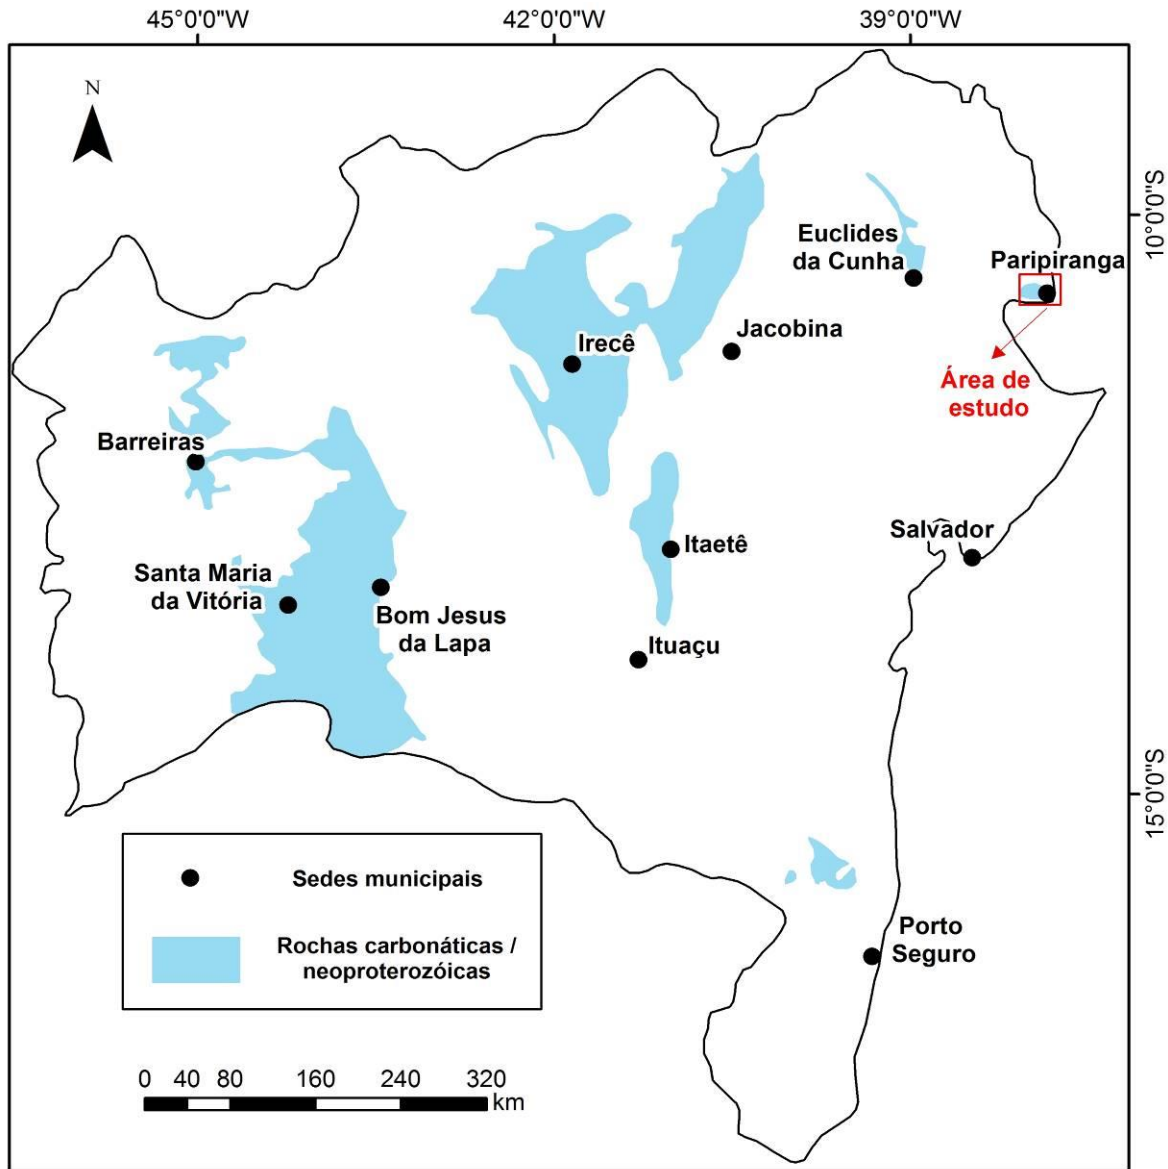 45°0'0"W
42°0'0"W
39°0'0"W
N
10°0'0"S
Euclides
da Cunha
Paripiranga
Jacobina
Irecê
Área de
estudo
Barreiras
Salvador
Itaetê
Santa Maria
da Vitória
Bom Jesus
da Lapa
Ituaçu
15°0'0"S
Sedes municipais
Rochas carbonáticas /
neoproterozóicas
Porto
Seguro
0 40 80 160 240 320
km